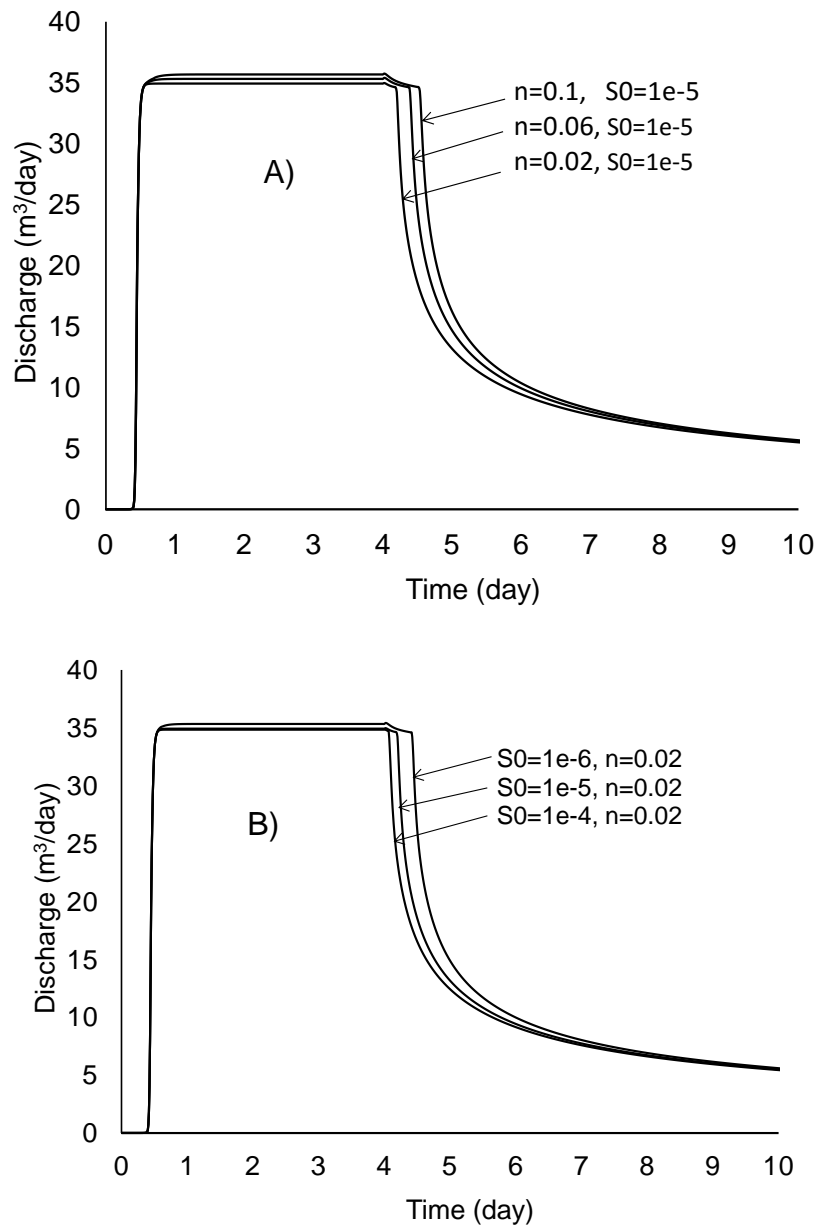 40
35
30
25
20
15
10
5
0
Discharge (m³/day)
n=0.1, S0=1e-5
n=0.06, S0=1e-5
n=0.02, S0=1e-5
A)
0 1 2 3 4 5 6 7 8 9 10
Time (day)
40
35
30
25
20
15
10
5
0
Discharge (m³/day)
S0=1e-6, n=0.02
S0=1e-5, n=0.02
S0=1e-4, n=0.02
B)
0 1 2 3 4 5 6 7 8 9 10
Time (day)